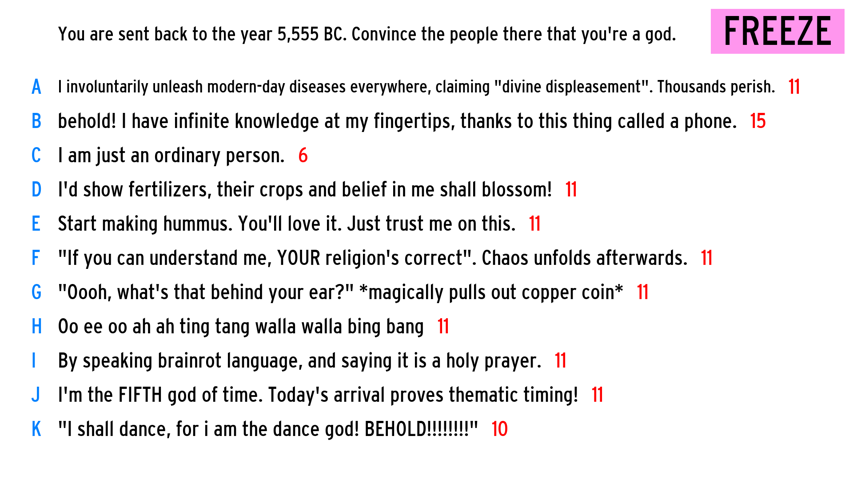 You are sent back to the year 5,555 BC. Convince the people there that you're a god.
FREEZE
A I involuntarily unleash modern-day diseases everywhere, claiming "divine displeasement". Thousands perish. 11
B behold! I have infinite knowledge at my fingertips, thanks to this thing called a phone. 15
C I am just an ordinary person. 6
D I'd show fertilizers, their crops and belief in me shall blossom! 11
E Start making hummus. You'll love it. Just trust me on this. 11
F "If you can understand me, YOUR religion's correct". Chaos unfolds afterwards. 11
G "Oooh, what's that behind your ear?" *magically pulls out copper coin* 11
H Oo ee oo ah ah ting tang walla walla bing bang 11
I By speaking brainrot language, and saying it is a holy prayer. 11
J I'm the FIFTH god of time. Today's arrival proves thematic timing! 11
K "I shall dance, for i am the dance god! BEHOLD!!!!!!!!" 10